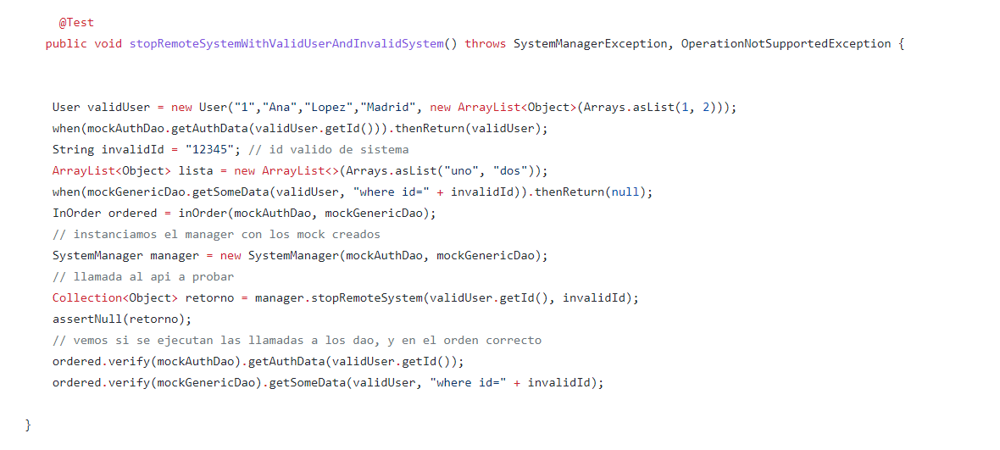 @Test
public void stopRemoteSystemWithValidUserAndInvalidSystem() throws SystemManagerException, OperationNotSupportedException {
User validUser = new User("1","Ana","Lopez","Madrid", new ArrayList<Object>(Arrays.asList(1, 2)));
when(mockAuthDao.getAuthData(validUser.getId())).thenReturn(validUser);
String invalidId = "12345"; // id valido de sistema
ArrayList<Object> lista = new ArrayList<>(Arrays.asList("uno", "dos"));
when(mockGenericDao.getSomeData(validUser, "where id=" + invalidId)).thenReturn(null);
InOrder ordered = inOrder(mockAuthDao, mockGenericDao);
// instanciamos el manager con los mock creados
SystemManager manager = new SystemManager(mockAuthDao, mockGenericDao);
// llamada al api a probar
Collection<Object> retorno = manager.stopRemoteSystem(validUser.getId(), invalidId);
assertNull(retorno);
// vemos si se ejecutan las llamadas a los dao, y en el orden correcto
ordered.verify(mockAuthDao).getAuthData(validUser.getId());
ordered.verify(mockGenericDao).getSomeData(validUser, "where id=" + invalidId);
}